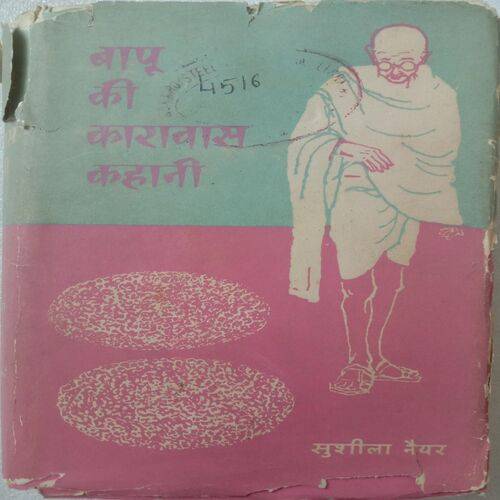 बापू
की
कारावास
कहानी
4516
सुशीला नैयर